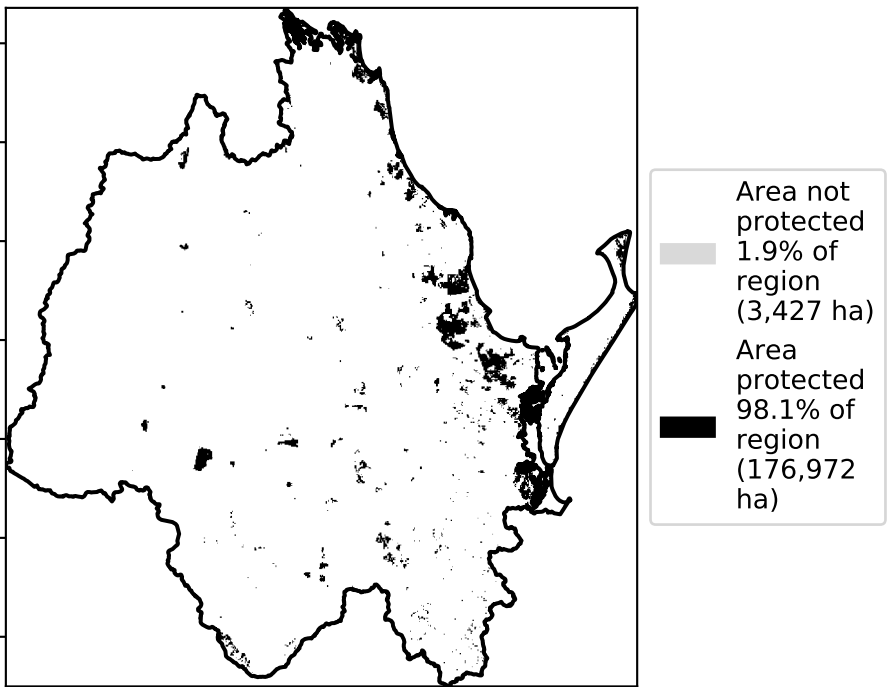 Area not
protected
1.9% of
region
(3,427 ha)
Area
protected
98.1% of
region
(176,972
ha)